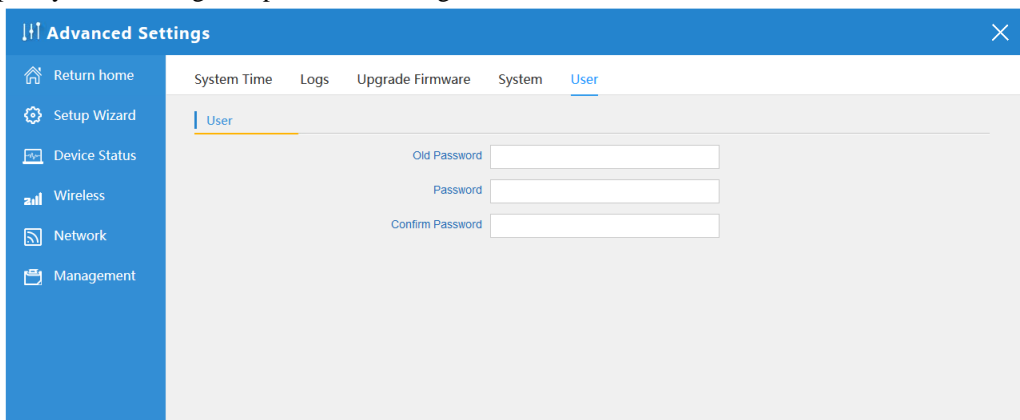 Advanced Settings
Return home
Setup Wizard
Device Status
Wireless
Network
Management
System Time Logs Upgrade Firmware System User
User
Old Password
Password
Confirm Password